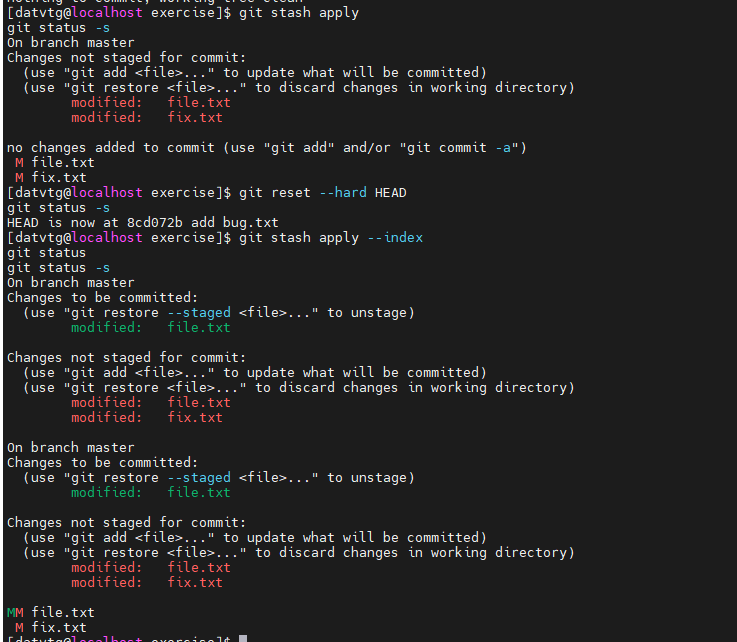 nothing to commit, working tree clean
[datvtg@localhost exercise]$ git stash apply
git status -s
On branch master
Changes not staged for commit:
  (use "git add <file>..." to update what will be committed)
  (use "git restore <file>..." to discard changes in working directory)
        modified:   file.txt
        modified:   fix.txt

no changes added to commit (use "git add" and/or "git commit -a")
 M file.txt
 M fix.txt
[datvtg@localhost exercise]$ git reset --hard HEAD
git status -s
HEAD is now at 8cd072b add bug.txt
[datvtg@localhost exercise]$ git stash apply --index
git status
git status -s
On branch master
Changes to be committed:
  (use "git restore --staged <file>..." to unstage)
        modified:   file.txt

Changes not staged for commit:
  (use "git add <file>..." to update what will be committed)
  (use "git restore <file>..." to discard changes in working directory)
        modified:   file.txt
        modified:   fix.txt

On branch master
Changes to be committed:
  (use "git restore --staged <file>..." to unstage)
        modified:   file.txt

Changes not staged for commit:
  (use "git add <file>..." to update what will be committed)
  (use "git restore <file>..." to discard changes in working directory)
        modified:   file.txt
        modified:   fix.txt

MM file.txt
 M fix.txt
[datvtg@localhost exercise]$